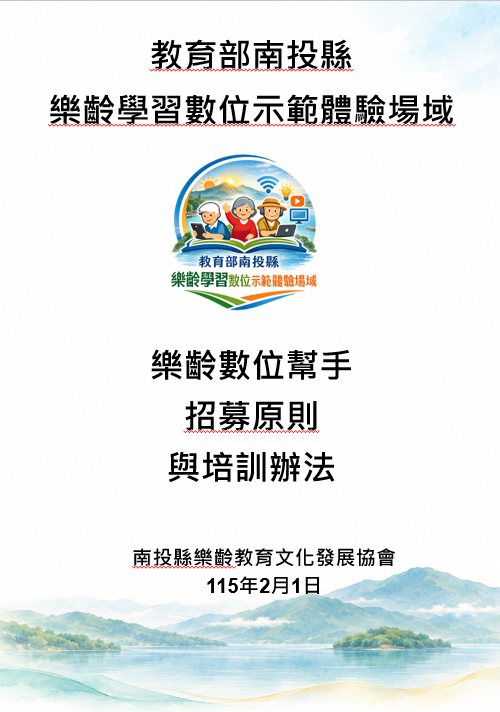 教育部南投縣
樂齡學習數位示範體驗場域
教育部南投縣
樂齡學習數位示範體驗場域
樂齡數位幫手
招募原則
與培訓辦法
南投縣樂齡教育文化發展協會
115年2月1日